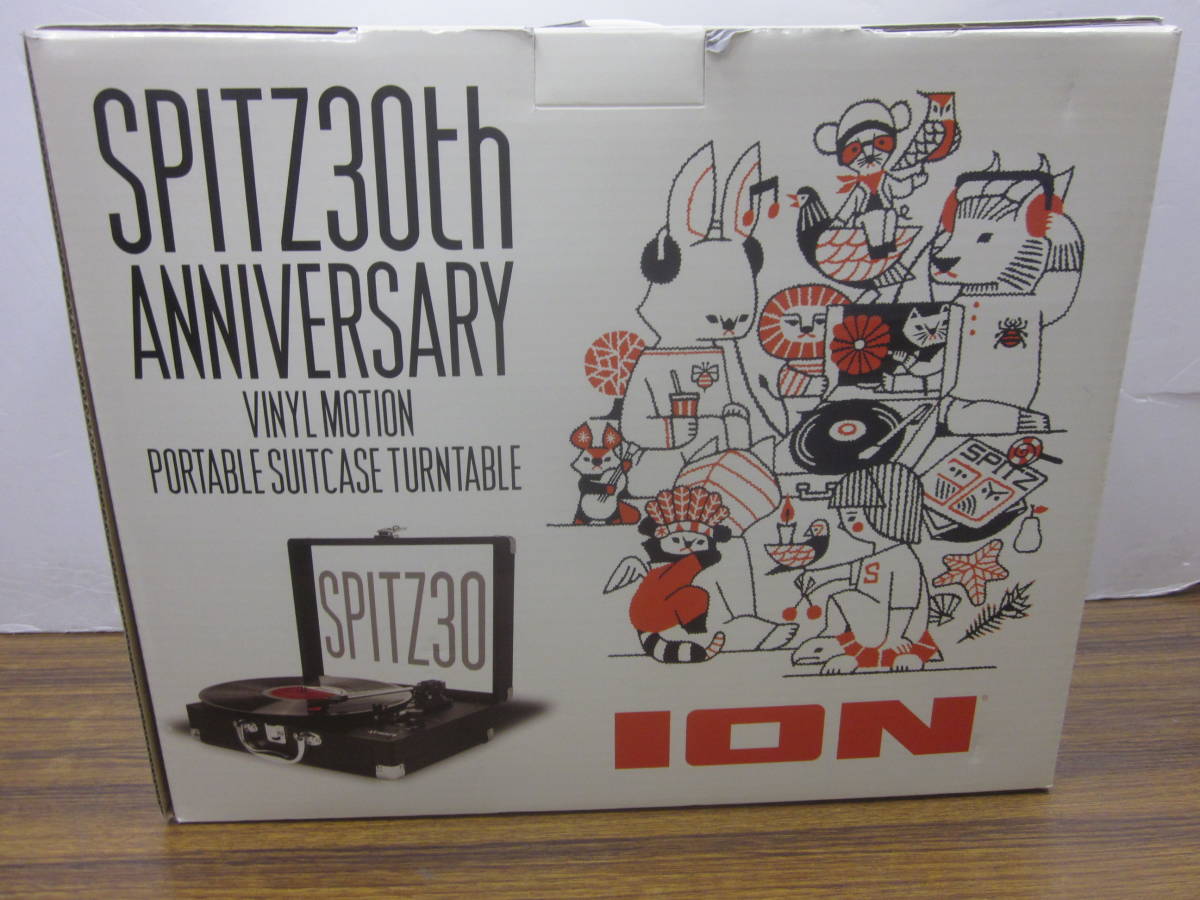 SPITZ30th
ANNIVERSARY
VINYL MOTION
PORTABLE SUITCASE TURNTABLE
SPITZ30
SPITZ
S
ION